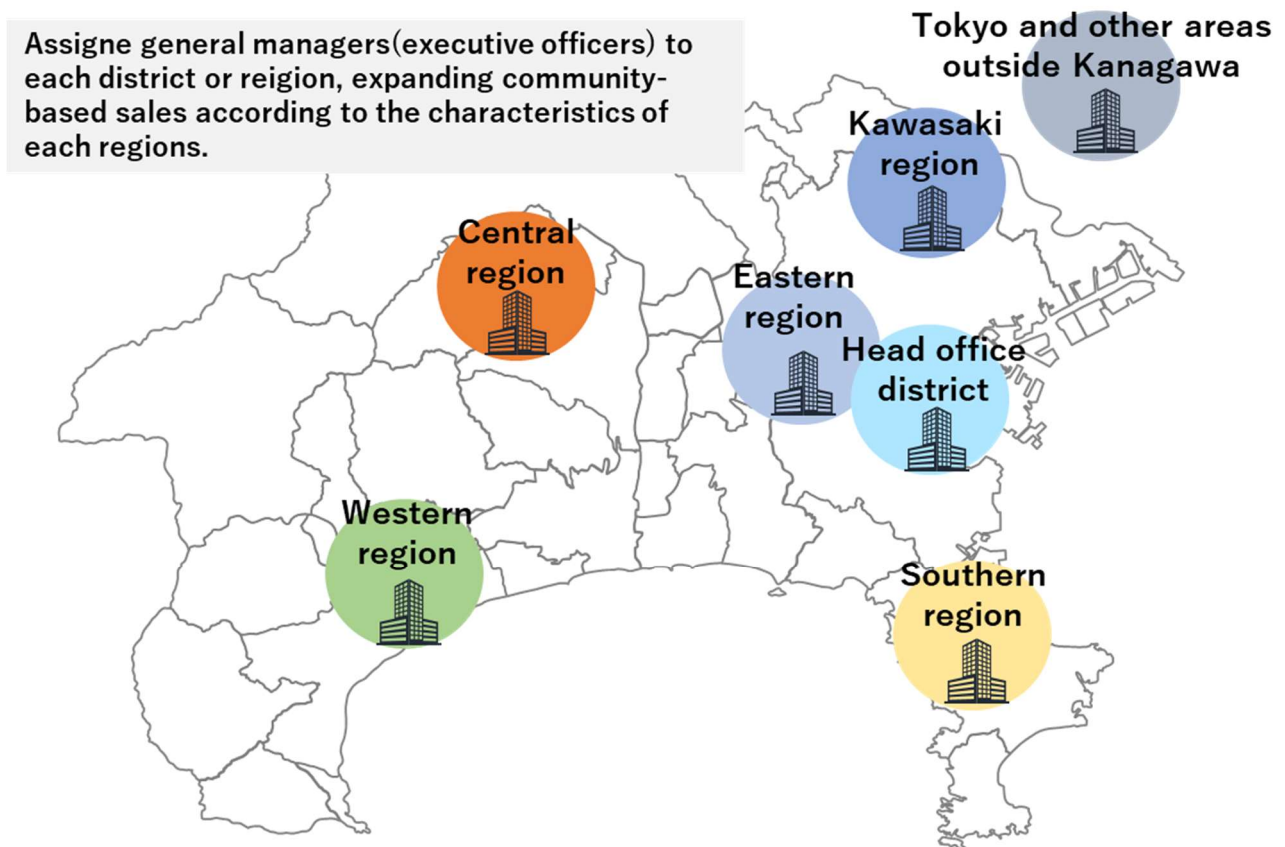 Assigne general managers(executive officers) to
each district or reigion, expanding community-
based sales according to the characteristics of
each regions.
Tokyo and other areas
outside Kanagawa
Kawasaki
region
Central
region
Eastern
region
Head office
district
Western
region
Southern
region